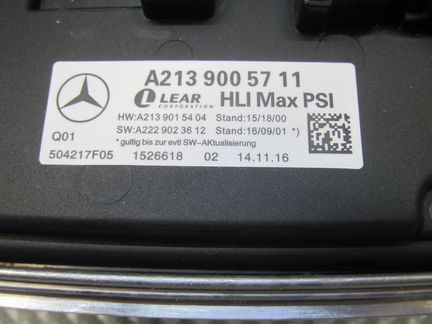 A213 900 57 11
LEAR CORPORATION HLI Max PSI
HW:A213 901 54 04 Stand:15/18/00
SW:A222 902 36 12 Stand:16/09/01 *)
Q01 *gultig bis zur evtl SW-AKtualisierung
504217F05 1526618 02 14.11.16